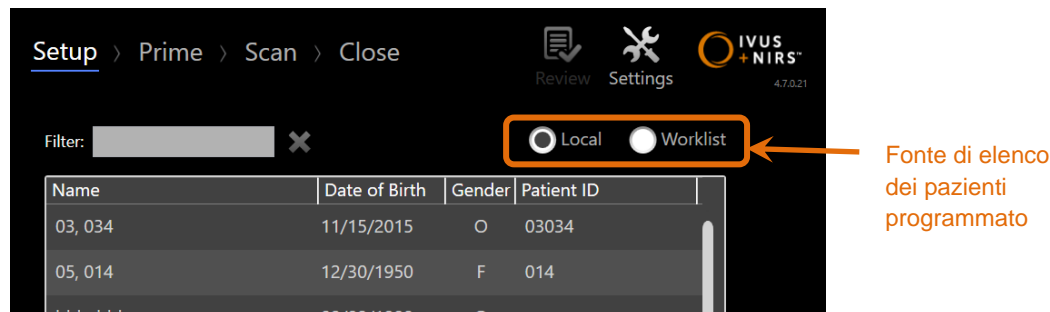 Setup > Prime > Scan > Close
Review
Settings
IVUS
+NIRS™
4.7.0.21
Filter:
Local
Worklist
Fonte di elenco
dei pazienti
programmato
Name Date of Birth Gender Patient ID
03, 034 11/15/2015 O 03034
05, 014 12/30/1950 F 014